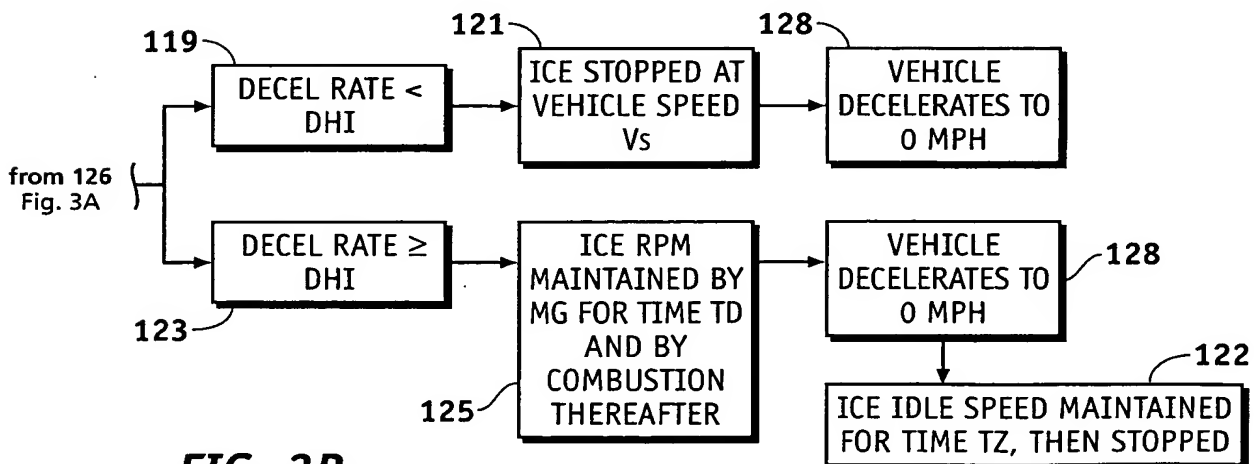 119
DECEL RATE <
DHI
121
ICE STOPPED AT
VEHICLE SPEED
Vs
128
VEHICLE
DECELERATES TO
0 MPH
from 126
Fig. 3A
DECEL RATE ≥
DHI
123
ICE RPM
MAINTAINED BY
MG FOR TIME TD
AND BY
COMBUSTION
THEREAFTER
125
VEHICLE
DECELERATES TO
0 MPH
128
122
ICE IDLE SPEED MAINTAINED
FOR TIME TZ, THEN STOPPED